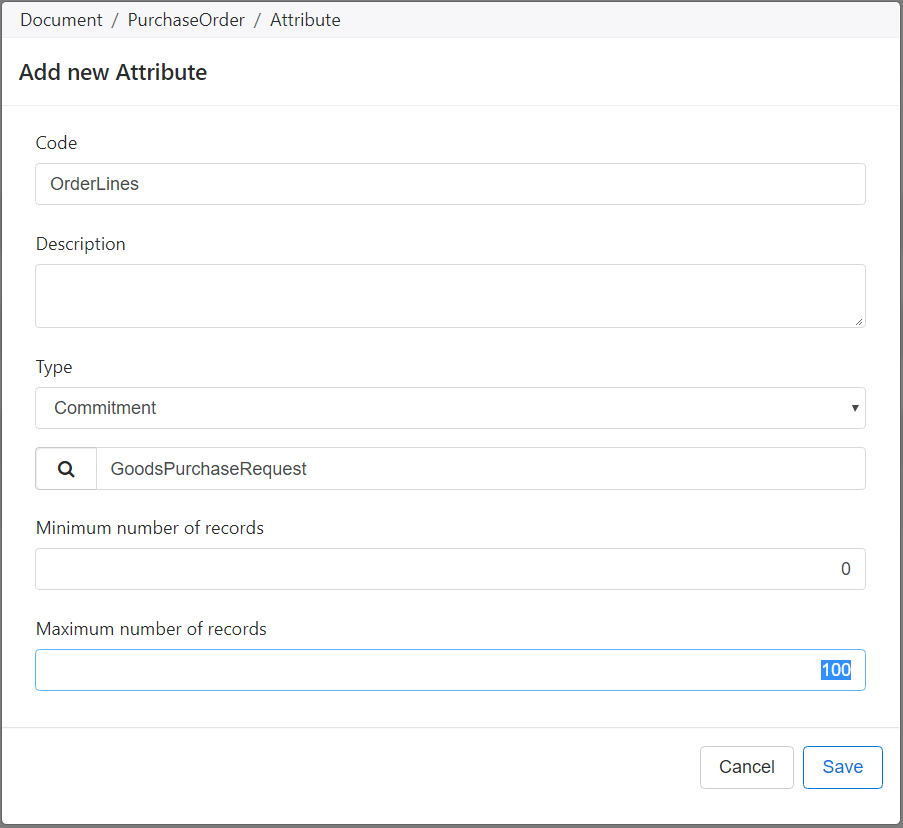 Document / PurchaseOrder / Attribute
Add new Attribute
Code
OrderLines
Description
Type
Commitment
GoodsPurchaseRequest
Minimum number of records
0
Maximum number of records
100
Cancel Save